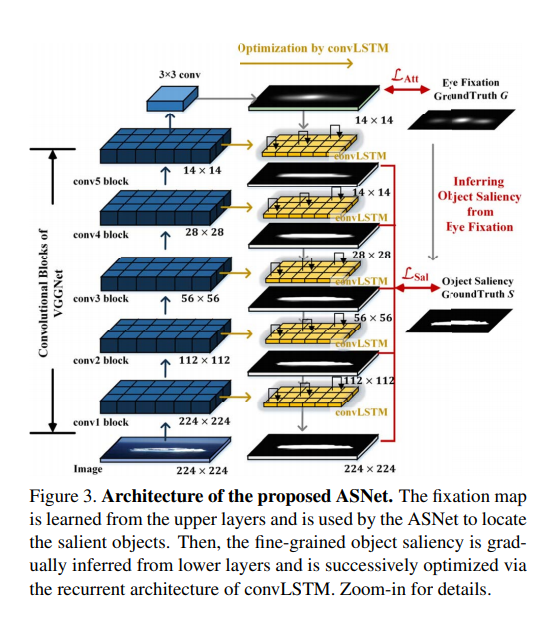 Optimization by convLSTM
3×3 conv
ℒAtt
Eye Fixation
GroundTruth G
14 × 14
convLSTM
14 × 14
conv5 block
14 × 14
convLSTM
28 × 28
conv4 block
28 × 28
convLSTM
56 × 56
conv3 block
56 × 56
convLSTM
112 × 112
conv2 block
112 × 112
convLSTM
224 × 224
conv1 block
Image
224 × 224
224 × 224
Convolutional Blocks of
VGGNet
Inferring
Object Saliency
from
Eye Fixation
ℒSal
Object Saliency
GroundTruth S
Figure 3. Architecture of the proposed ASNet. The fixation map
is learned from the upper layers and is used by the ASNet to locate
the salient objects. Then, the fine-grained object saliency is grad-
ually inferred from lower layers and is successively optimized via
the recurrent architecture of convLSTM. Zoom-in for details.